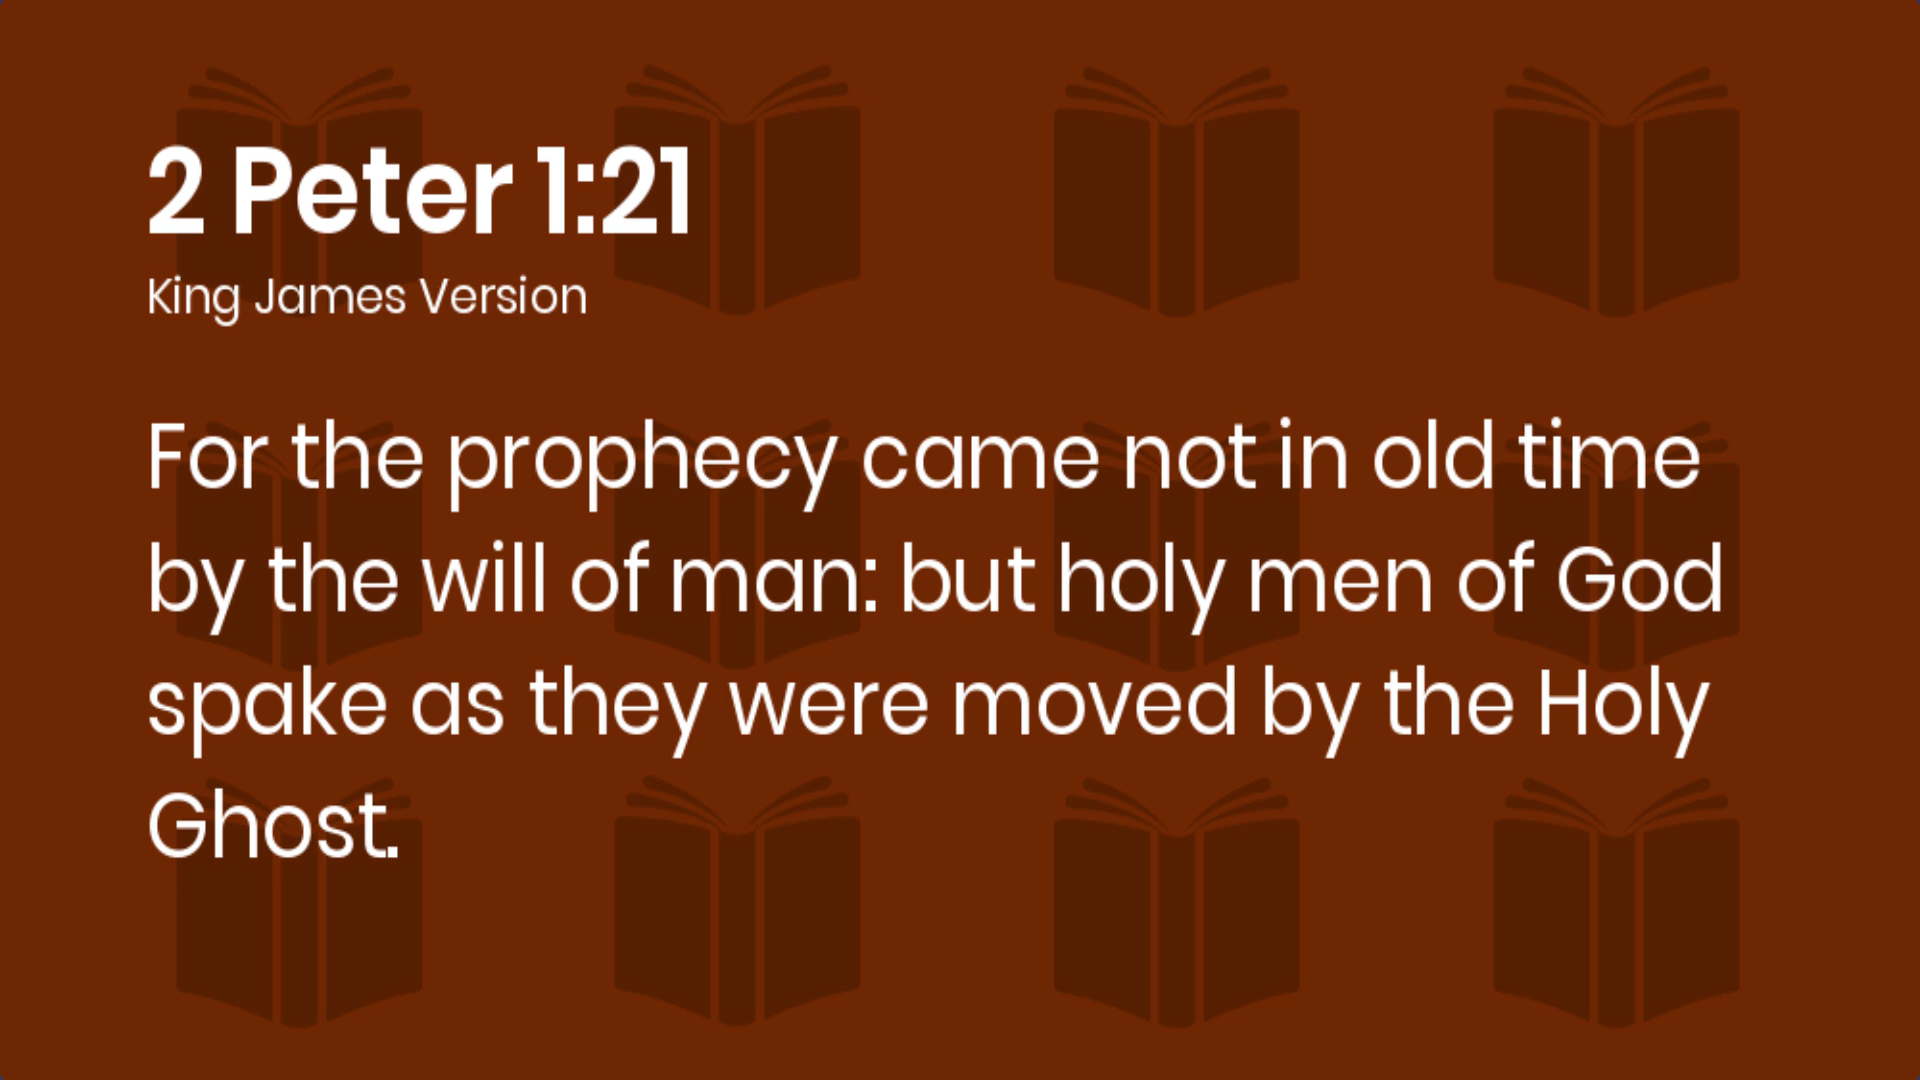 2 Peter 1:21
King James Version
For the prophecy came not in old time
by the will of man: but holy men of God
spake as they were moved by the Holy
Ghost.